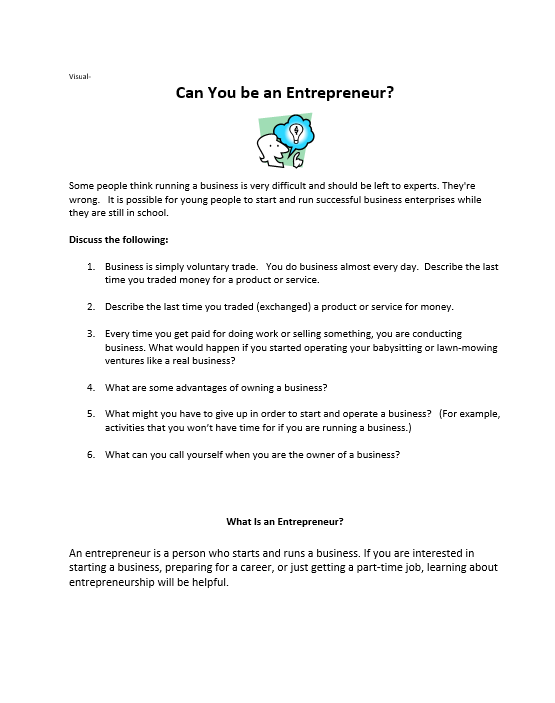 Visual-
Can You be an Entrepreneur?
Some people think running a business is very difficult and should be left to experts. They're
wrong.   It is possible for young people to start and run successful business enterprises while
they are still in school.
Discuss the following:
1. Business is simply voluntary trade.   You do business almost every day.  Describe the last
time you traded money for a product or service.
2. Describe the last time you traded (exchanged) a product or service for money.
3. Every time you get paid for doing work or selling something, you are conducting
business. What would happen if you started operating your babysitting or lawn-mowing
ventures like a real business?
4. What are some advantages of owning a business?
5. What might you have to give up in order to start and operate a business?   (For example,
activities that you won't have time for if you are running a business.)
6. What can you call yourself when you are the owner of a business?
What Is an Entrepreneur?
An entrepreneur is a person who starts and runs a business. If you are interested in
starting a business, preparing for a career, or just getting a part-time job, learning about
entrepreneurship will be helpful.